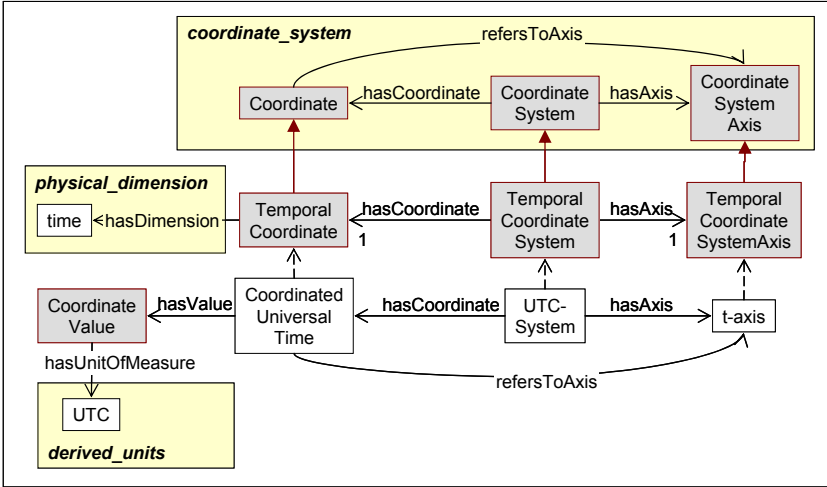 coordinate_system
refersToAxis
Coordinate
hasCoordinate
Coordinate
System
hasAxis
Coordinate
System
Axis
physical_dimension
time
hasDimension
Temporal
Coordinate
hasCoordinate
1
Temporal
Coordinate
System
hasAxis
1
Temporal
Coordinate
SystemAxis
Coordinate
Value
hasValue
Coordinated
Universal
Time
hasCoordinate
UTC-
System
hasAxis
t-axis
hasUnitOfMeasure
refersToAxis
UTC
derived_units